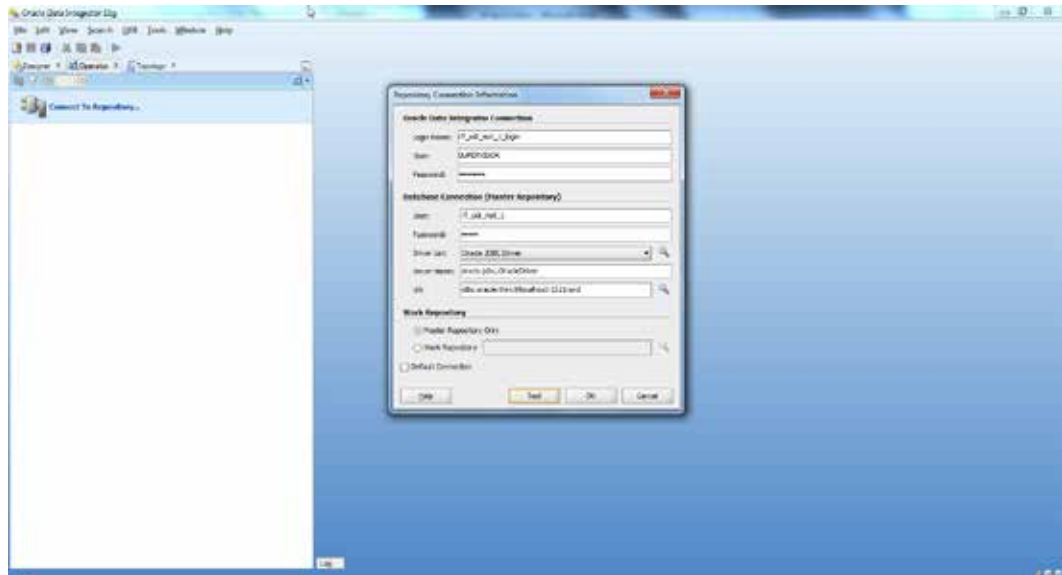 Oracle Data Integrator 11g
File Edit View Search ODI Tools Window Help
Designer Operator Topology
Connect To Repository...
Repository Connection Information
Oracle Data Integrator Connection
Login Name:
User: SUPERVISOR
Password:
Database Connection (Master Repository)
User:
Password:
Driver List: Oracle JDBC Driver
Driver Name: oracle.jdbc.OracleDriver
Url:
Work Repository
Master Repository Only
Work Repository
Default Connection
Help Test OK Cancel
Log